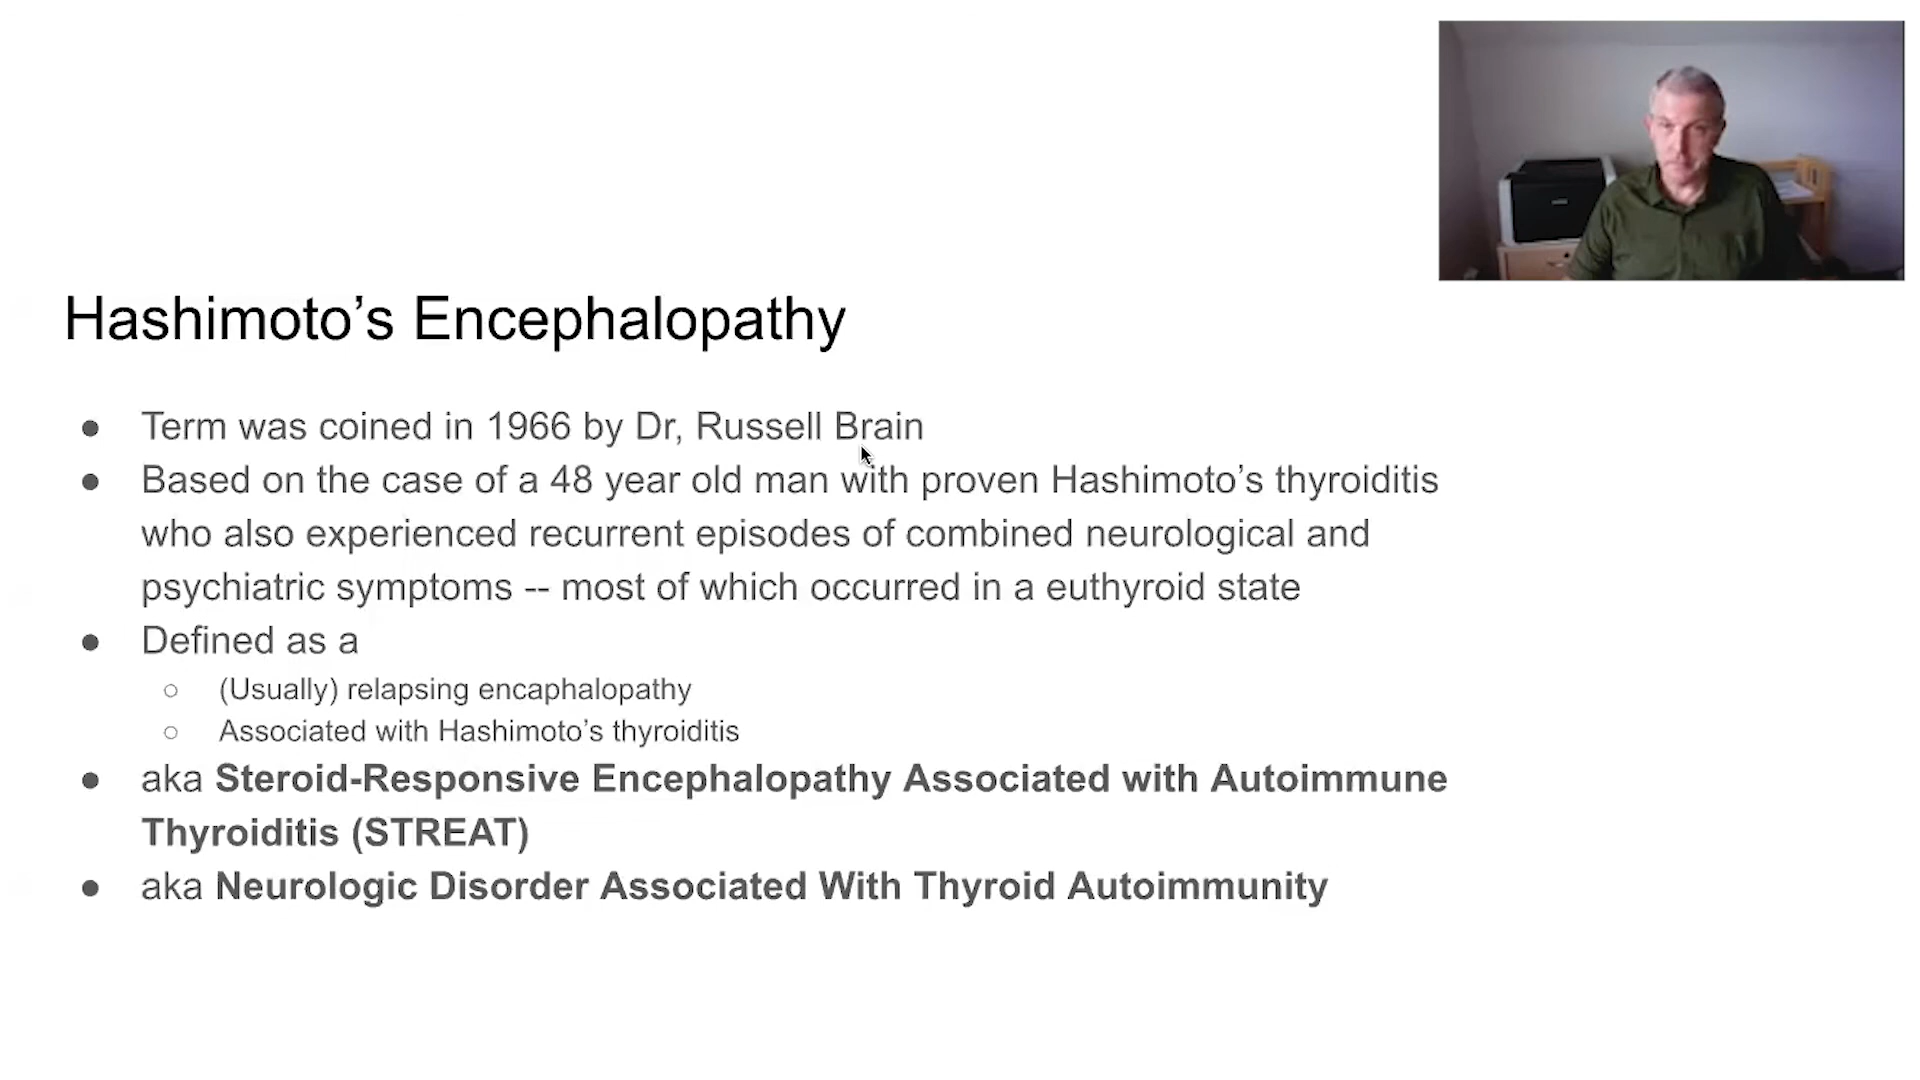 Hashimoto’s Encephalopathy
● Term was coined in 1966 by Dr, Russell Brain
● Based on the case of a 48 year old man with proven Hashimoto’s thyroiditis
who also experienced recurrent episodes of combined neurological and
psychiatric symptoms -- most of which occurred in a euthyroid state
● Defined as a
○ (Usually) relapsing encaphalopathy
○ Associated with Hashimoto’s thyroiditis
● aka Steroid-Responsive Encephalopathy Associated with Autoimmune
Thyroiditis (STREAT)
● aka Neurologic Disorder Associated With Thyroid Autoimmunity